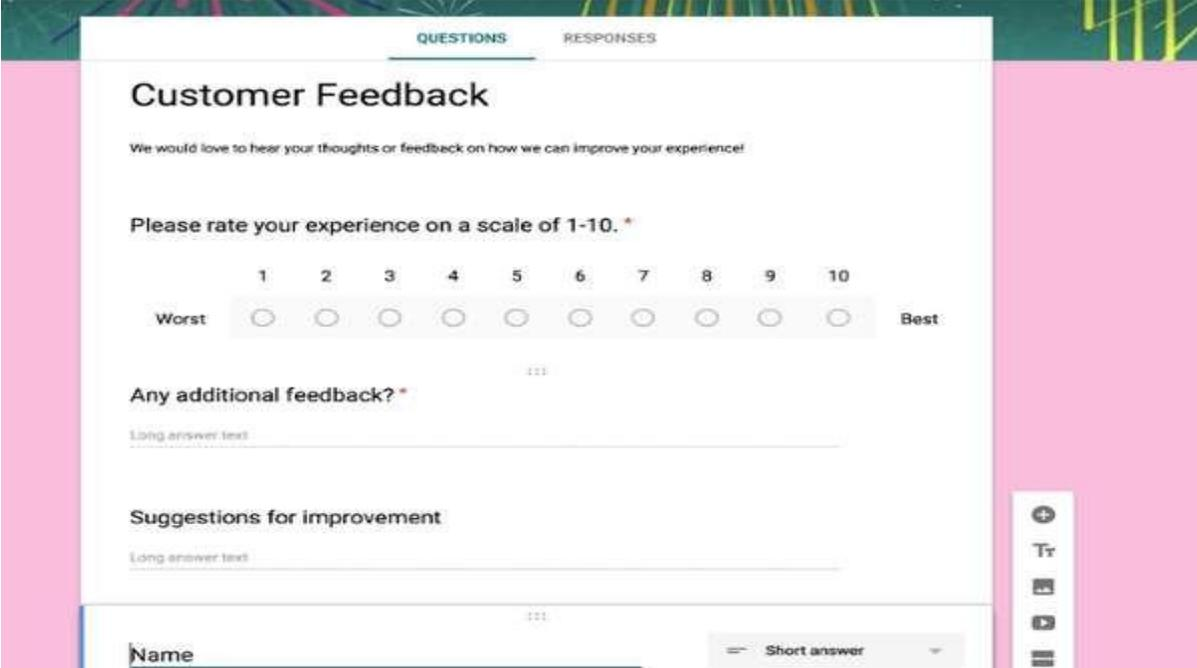 QUESTIONS RESPONSES
Customer Feedback
We would love to hear your thoughts or feedback on how we can improve your experience!
Please rate your experience on a scale of 1-10. *
1 2 3 4 5 6 7 8 9 10
Worst Best
Any additional feedback? *
Long answer text
Suggestions for improvement
Long answer text
Name Short answer
Tт